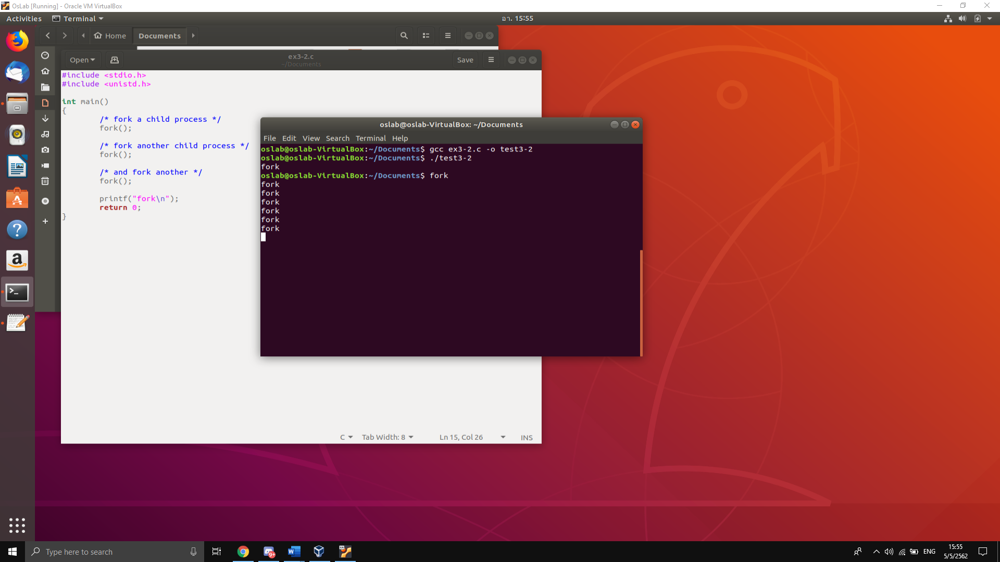 OsLab [Running] - Oracle VM VirtualBox
Activities
Terminal
อา. 15:55
Home
Documents
Open
ex3-2.c
~/Documents
Save
#include <stdio.h>
#include <unistd.h>
int main()
{
/* fork a child process */
fork();
/* fork another child process */
fork();
/* and fork another */
fork();
printf("fork\n");
return 0;
}
C
Tab Width: 8
Ln 15, Col 26
INS
oslab@oslab-VirtualBox: ~/Documents
File Edit View Search Terminal Help
oslab@oslab-VirtualBox:~/Documents$ gcc ex3-2.c -o test3-2
oslab@oslab-VirtualBox:~/Documents$ ./test3-2
fork
oslab@oslab-VirtualBox:~/Documents$ fork
fork
fork
fork
fork
fork
fork
Type here to search
9+
ENG
15:55
5/5/2562